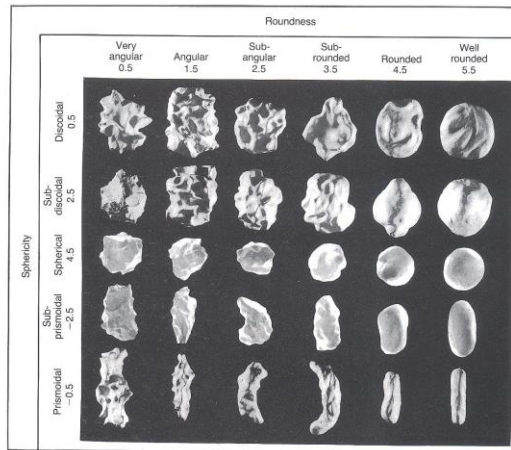 Roundness
Very
angular
0.5
Angular
1.5
Sub-
angular
2.5
Sub-
rounded
3.5
Rounded
4.5
Well
rounded
5.5
Sphericity
Discoidal
0.5
Sub-
discoidal
2.5
Spherical
4.5
Sub-
prismoidal
−2.5
Prismoidal
−0.5